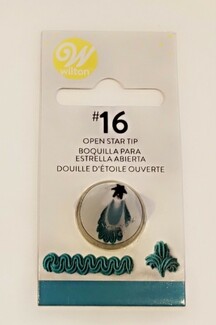 W
wilton
#16
OPEN STAR TIP
BOQUILLA PARA
ESTRELLA ABIERTA
DOUILLE D'ÉTOILE OUVERTE